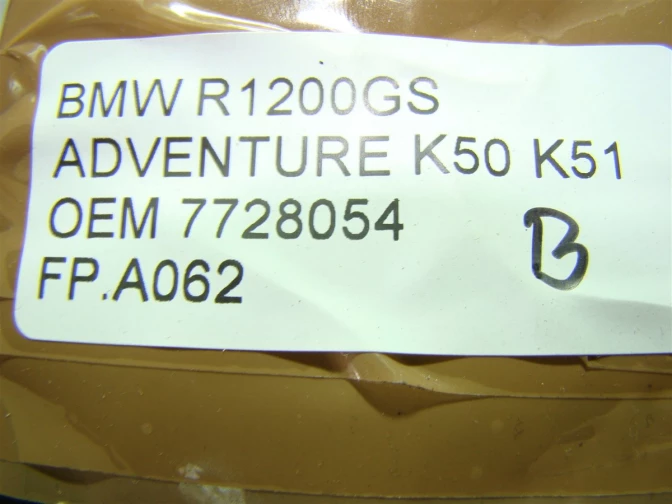 BMW R1200GS
ADVENTURE K50 K51
OEM 7728054
FP.A062
B